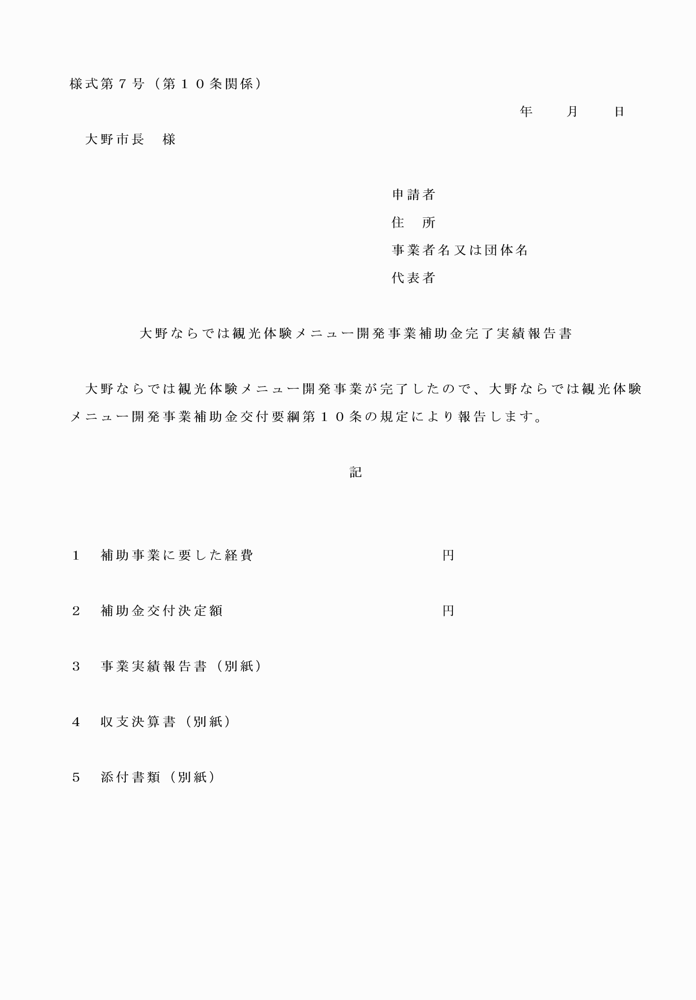 様式第７号（第１０条関係）
年　　月　　日
大野市長　様
申請者
住　所
事業者名又は団体名
代表者
大野ならでは観光体験メニュー開発事業補助金完了実績報告書
大野ならでは観光体験メニュー開発事業が完了したので、大野ならでは観光体験
メニュー開発事業補助金交付要綱第１０条の規定により報告します。
記
１　補助事業に要した経費　　　　　　　　　　　　円
２　補助金交付決定額　　　　　　　　　　　　　　円
３　事業実績報告書（別紙）
４　収支決算書（別紙）
５　添付書類（別紙）